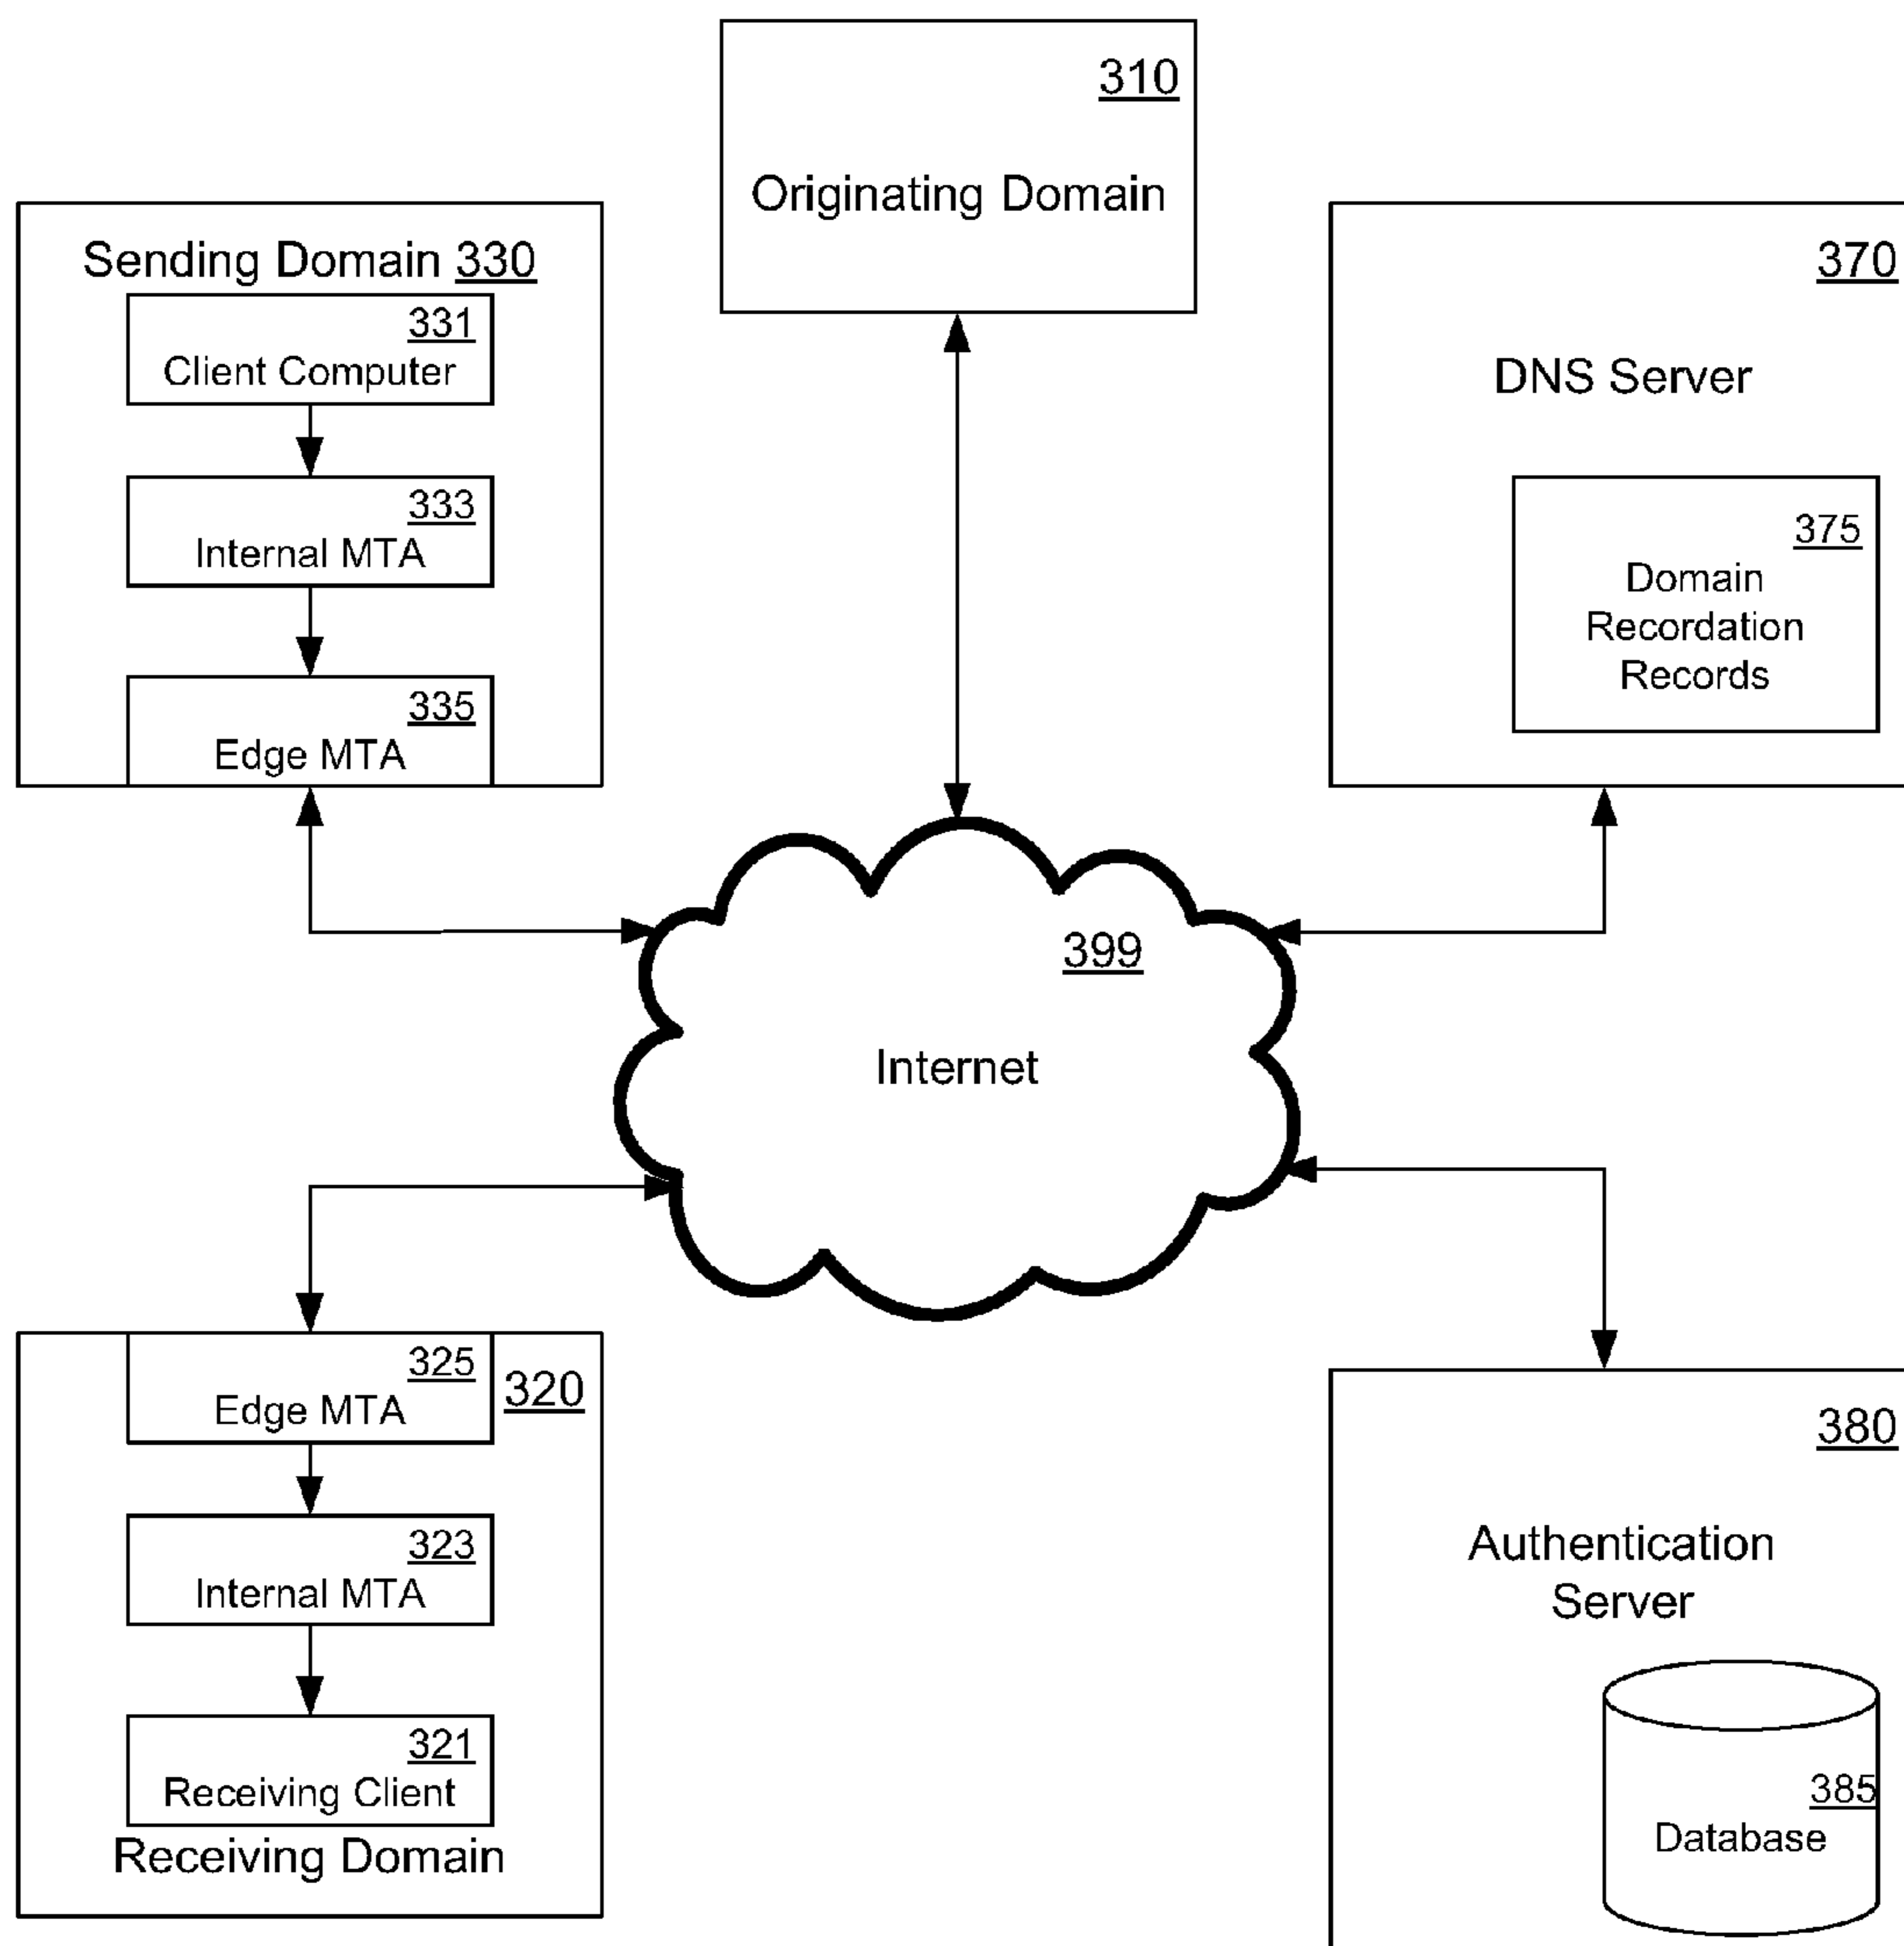 310
Originating Domain
Sending Domain 330
331
Client Computer
333
Internal MTA
335
Edge MTA
370
DNS Server
375
Domain
Recordation
Records
399
Internet
325
Edge MTA
320
323
Internal MTA
321
Receiving Client
Receiving Domain
380
Authentication
Server
385
Database